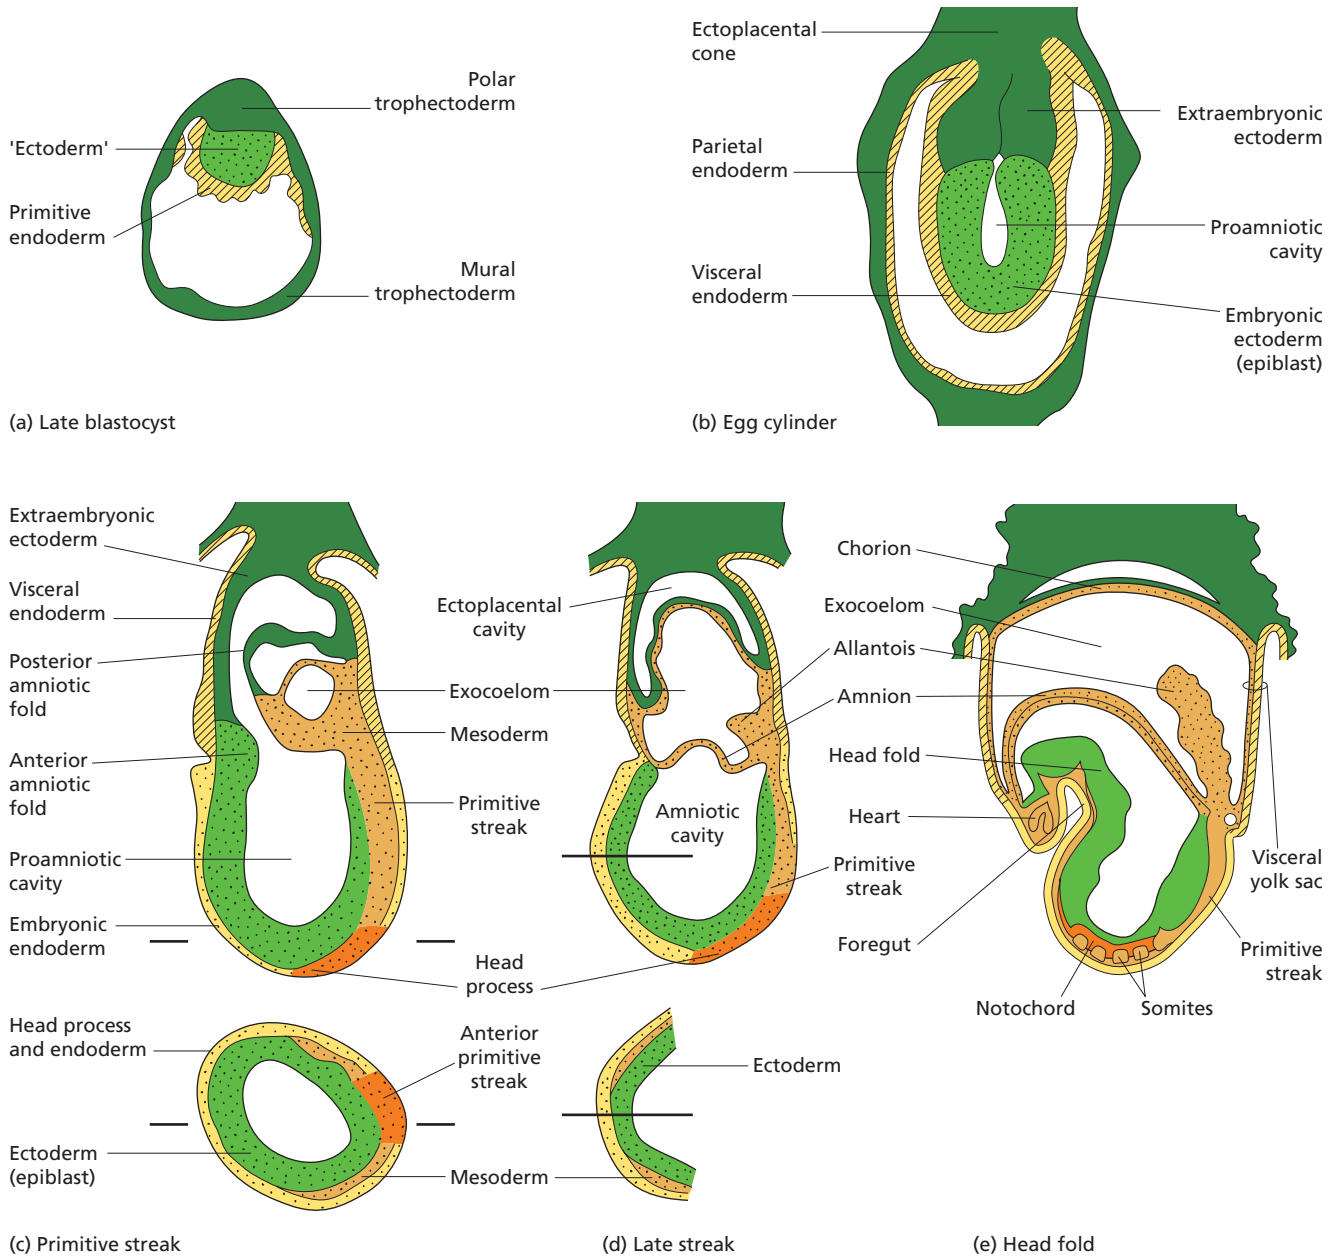 Polar
trophectoderm
'Ectoderm'
Primitive
endoderm
Mural
trophectoderm
(a) Late blastocyst
Ectoplacental
cone
Extraembryonic
ectoderm
Parietal
endoderm
Proamniotic
cavity
Visceral
endoderm
Embryonic
ectoderm
(epiblast)
(b) Egg cylinder
Extraembryonic
ectoderm
Visceral
endoderm
Posterior
amniotic
fold
Anterior
amniotic
fold
Proamniotic
cavity
Embryonic
endoderm
Head process
and endoderm
Ectoderm
(epiblast)
(c) Primitive streak
Ectoplacental
cavity
Exocoelom
Mesoderm
Primitive
streak
Head
process
Anterior
primitive
streak
Mesoderm
Amniotic
cavity
Ectoderm
(d) Late streak
Chorion
Exocoelom
Allantois
Amnion
Head fold
Heart
Primitive
streak
Foregut
Notochord
Somites
Visceral
yolk sac
Primitive
streak
(e) Head fold